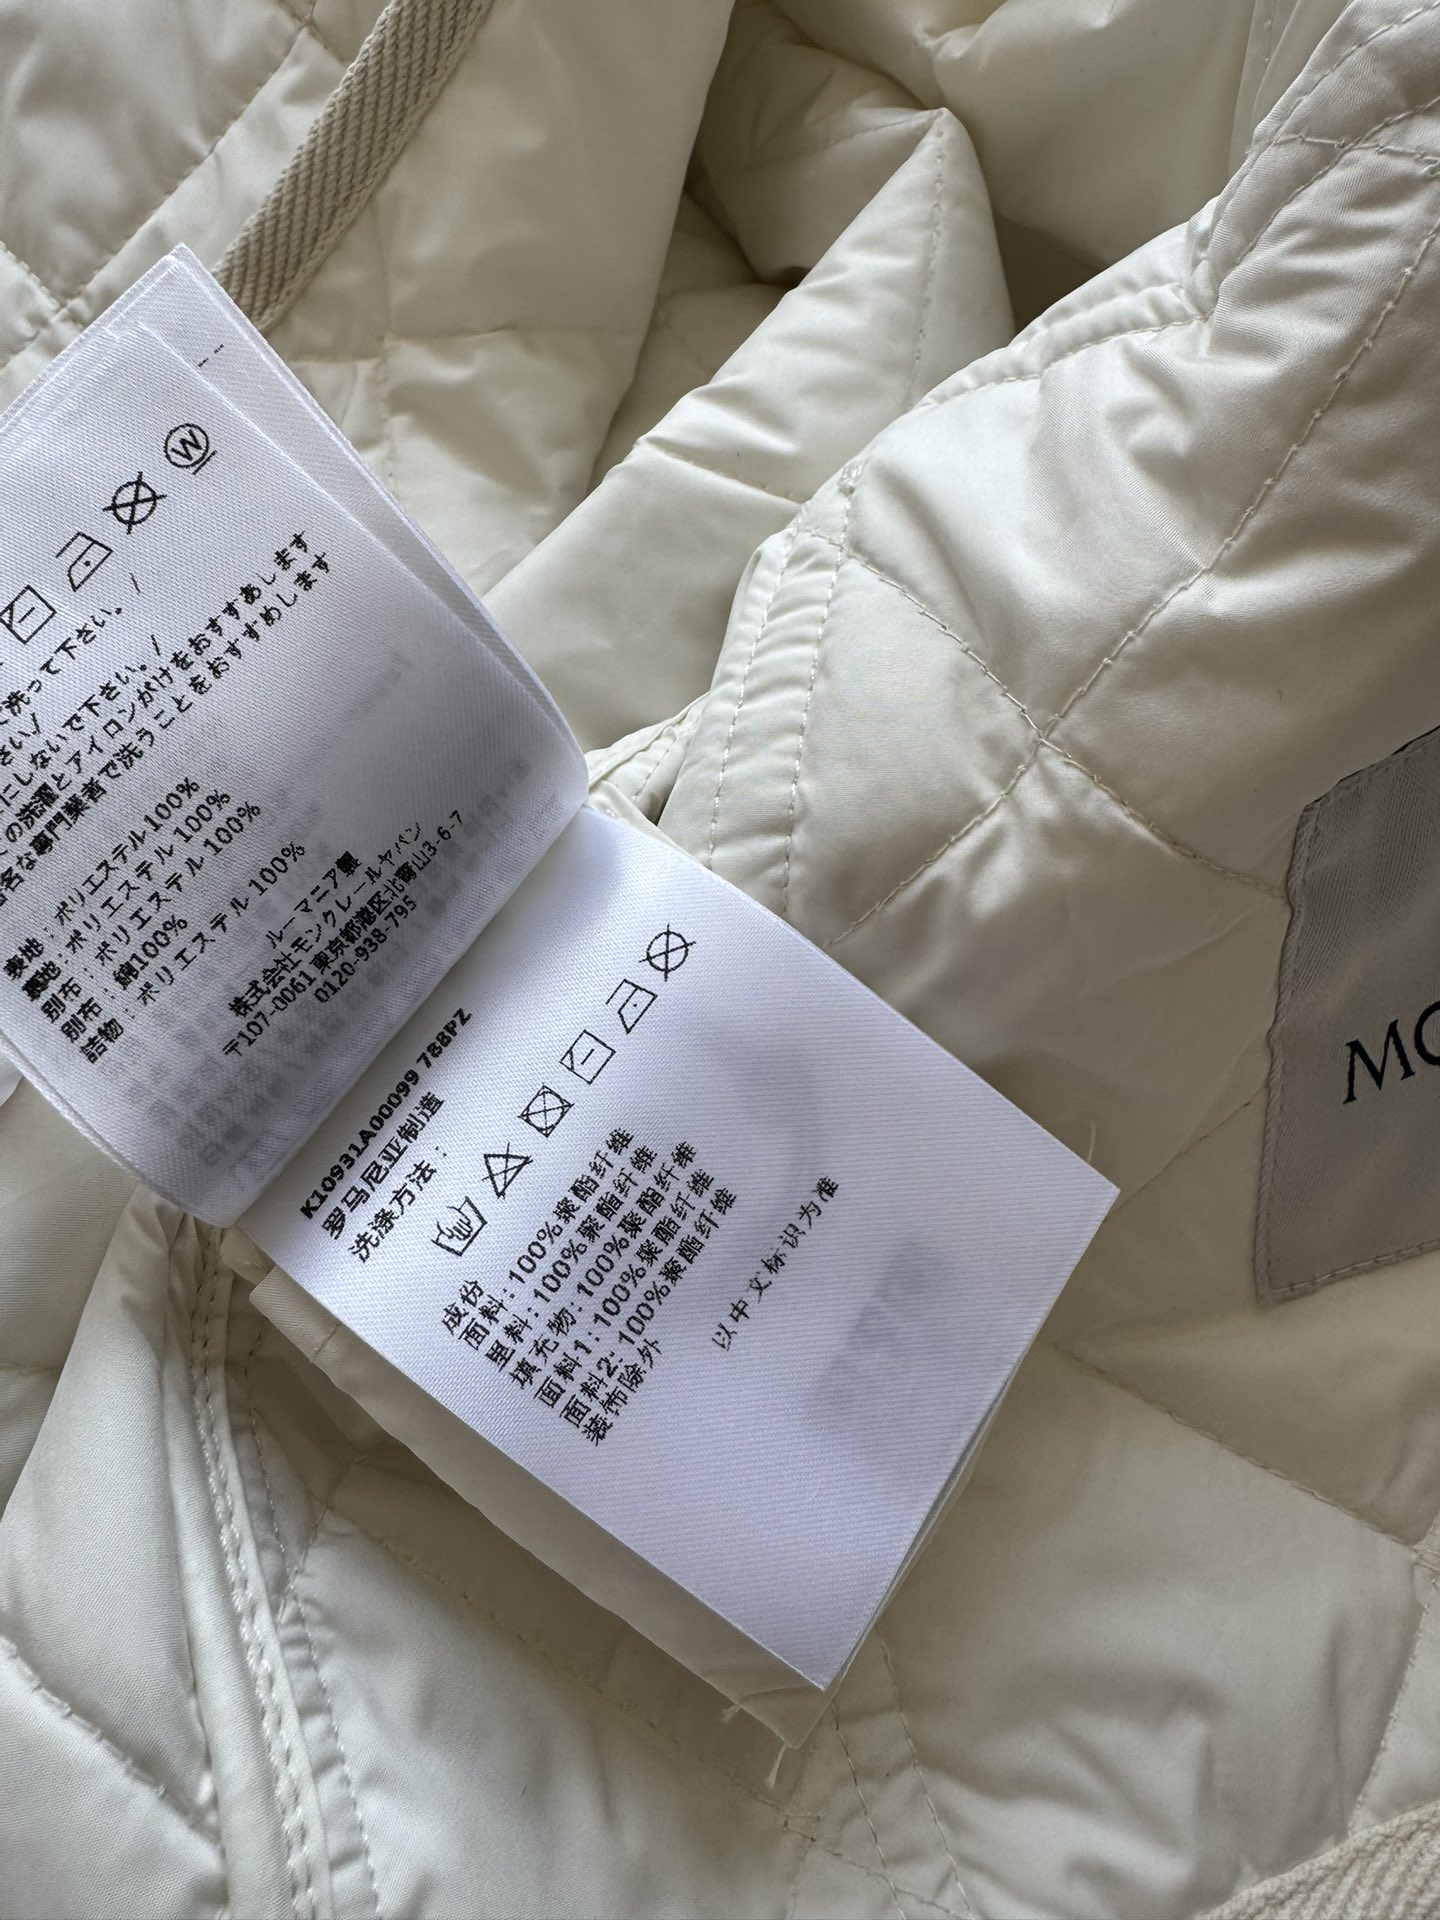 W
て洗って下さい。/
さい/
にしないで下さい。/
の洗濯とアイロンがけをおすすあします
名な専門業者で洗うことをおすすめします
表地:ポリエステル100%
裏地:ポリエステル100%
別布:ポリエステル100%
別布:綿100%
詰物:ポリエステル100%
ルーマニア製
株式会社モンクレールジャパン
〒107-0061 東京都港区北青山3-6-7
0120-938-795
K10931A00099 788PZ
罗马尼亚制造
洗涤方法:
成份
面料:100%聚酯纤维
里料:100%聚酯纤维
填充物:100%聚酯纤维
面料1:100%聚酯纤维
面料2:100%聚酯纤维
装饰除外
以中文标识为准
MO